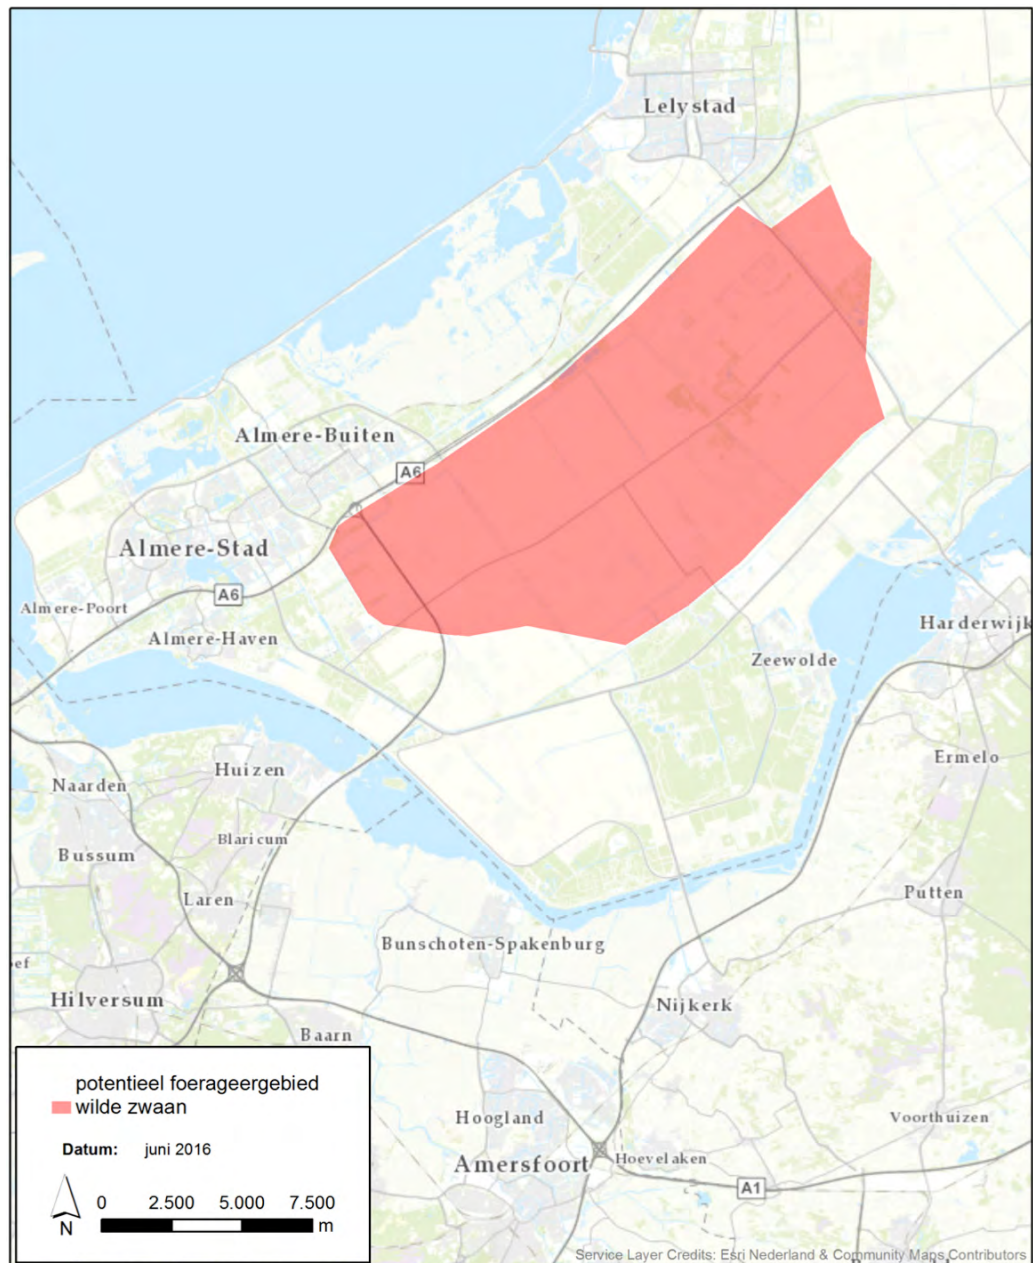 Lelystad
Almere-Buiten
A6
Almere-Stad
A6
Almere-Poort
Almere-Haven
Harderwijk
Zeewolde
Ermelo
Huizen
Naarden
Blaricum
Bussum
Laren
Putten
Bunschoten-Spakenburg
Hilversum
Nijkerk
Baarn
potentieel foerageergebied
wilde zwaan
Datum: juni 2016
0 2.500 5.000 7.500
m
N
Hoogland
Voorthuizen
Amersfoort
Hoevelaken
A1
Service Layer Credits: Esri Nederland & Community Maps Contributors